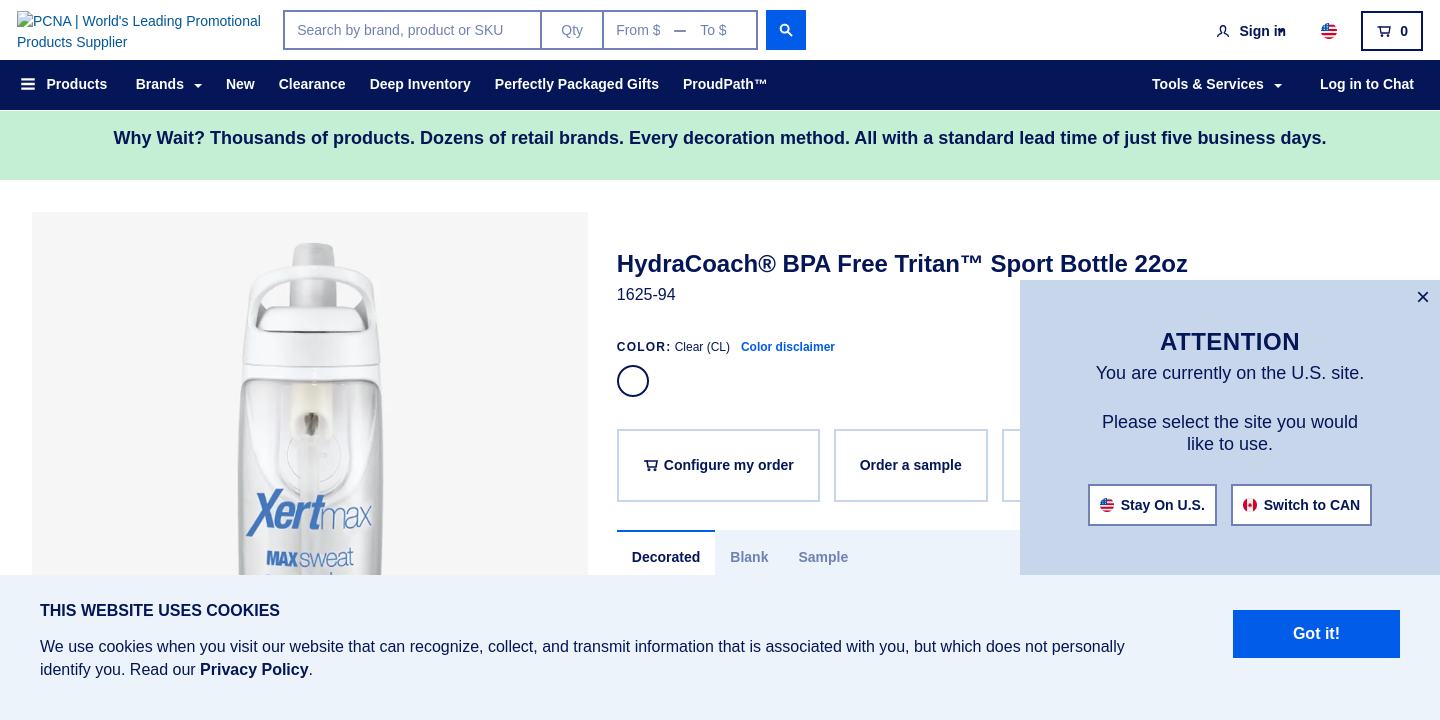 PCNA | World's Leading Promotional
Products Supplier
Search by brand, product or SKU
Qty
From $
To $
Sign in
0
Products
Brands
New
Clearance
Deep Inventory
Perfectly Packaged Gifts
ProudPath™
Tools & Services
Log in to Chat
Why Wait? Thousands of products. Dozens of retail brands. Every decoration method. All with a standard lead time of just five business days.
Xertmax
MAXsweat
HydraCoach® BPA Free Tritan™ Sport Bottle 22oz
1625-94
COLOR: Clear (CL) Color disclaimer
Configure my order
Order a sample
Decorated
Blank
Sample
×
ATTENTION
You are currently on the U.S. site.
Please select the site you would
like to use.
Stay On U.S.
Switch to CAN
THIS WEBSITE USES COOKIES
We use cookies when you visit our website that can recognize, collect, and transmit information that is associated with you, but which does not personally
identify you. Read our Privacy Policy.
Got it!